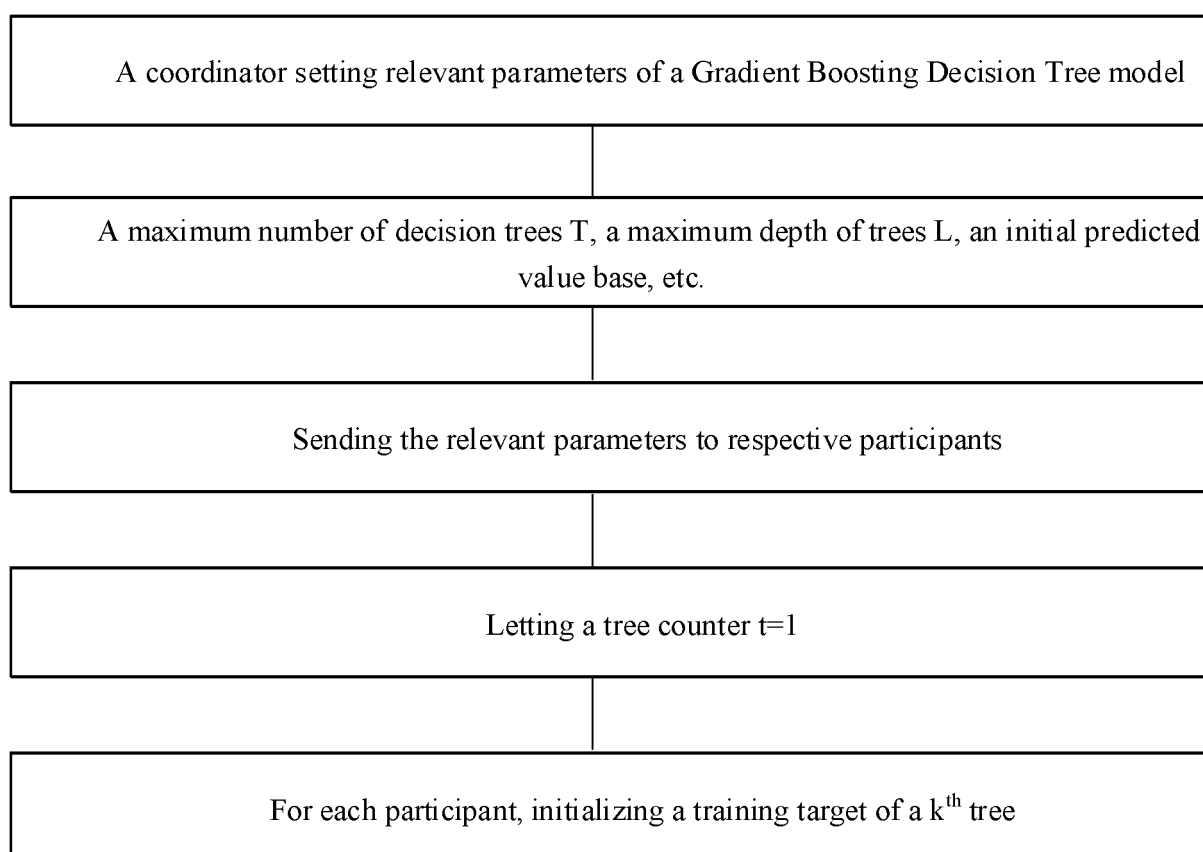 A coordinator setting relevant parameters of a Gradient Boosting Decision Tree model
A maximum number of decision trees T, a maximum depth of trees L, an initial predicted
value base, etc.
Sending the relevant parameters to respective participants
Letting a tree counter t=1
For each participant, initializing a training target of a kth tree